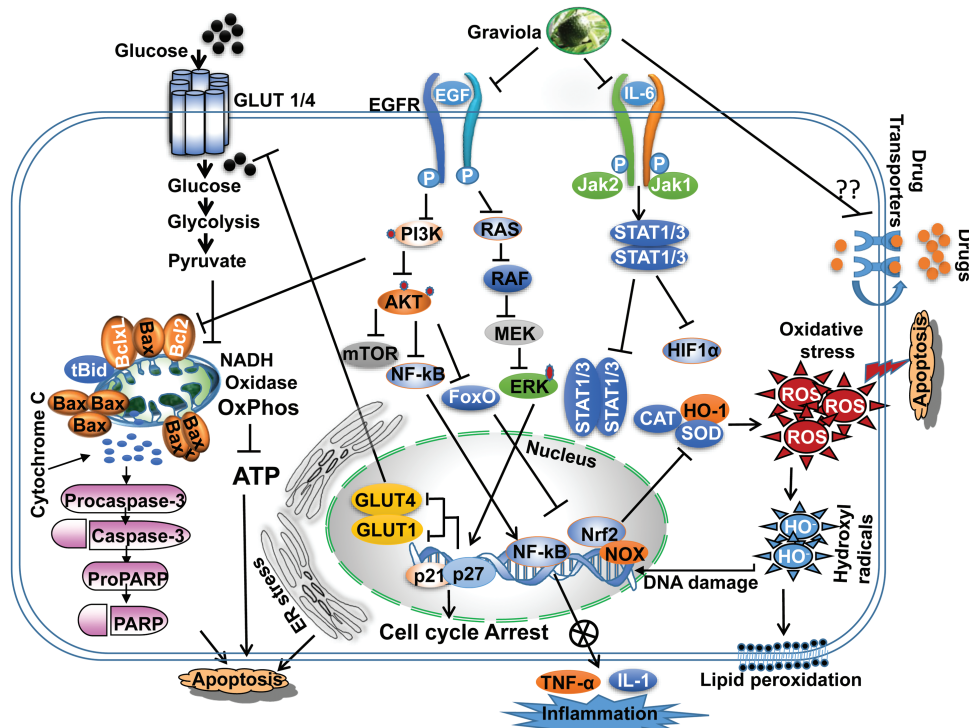 Glucose
Graviola
GLUT 1/4
EGFR
EGF
IL-6
P
P
P
P
Jak2
Jak1
Glucose
Glycolysis
Pyruvate
PI3K
RAS
STAT1/3
STAT1/3
??
Drug
Transporters
Drugs
AKT
RAF
mTOR
NF-kB
FoxO
MEK
ERK
HIF1α
STAT1/3
STAT1/3
BclxL
Bax
Bcl2
tBid
Bax
Bax
Bax
Bax
Bax
NADH
Oxidase
OxPhos
ATP
Cytochrome C
Procaspase-3
Caspase-3
ProPARP
PARP
ER stress
Apoptosis
Nucleus
GLUT4
GLUT1
p21
p27
NF-kB
Nrf2
NOX
Cell cycle Arrest
CAT
HO-1
SOD
Oxidative
stress
ROS
ROS
ROS
Apoptosis
HO
HO
Hydroxyl
radicals
DNA damage
Lipid peroxidation
TNF-α
IL-1
Inflammation